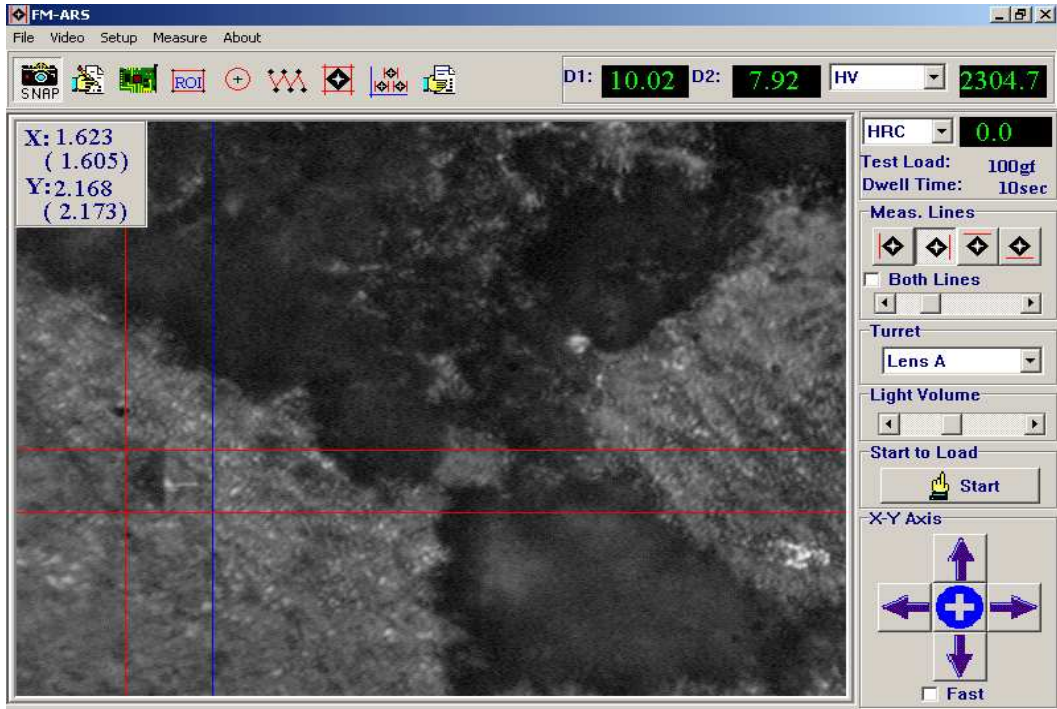 FM-ARS
File Video Setup Measure About
SNAP
ROI
D1: 10.02 D2: 7.92 HV 2304.7
X: 1.623
( 1.605)
Y: 2.168
( 2.173)
HRC 0.0
Test Load: 100gf
Dwell Time: 10sec
Meas. Lines
Both Lines
Turret
Lens A
Light Volume
Start to Load
Start
X-Y Axis
Fast